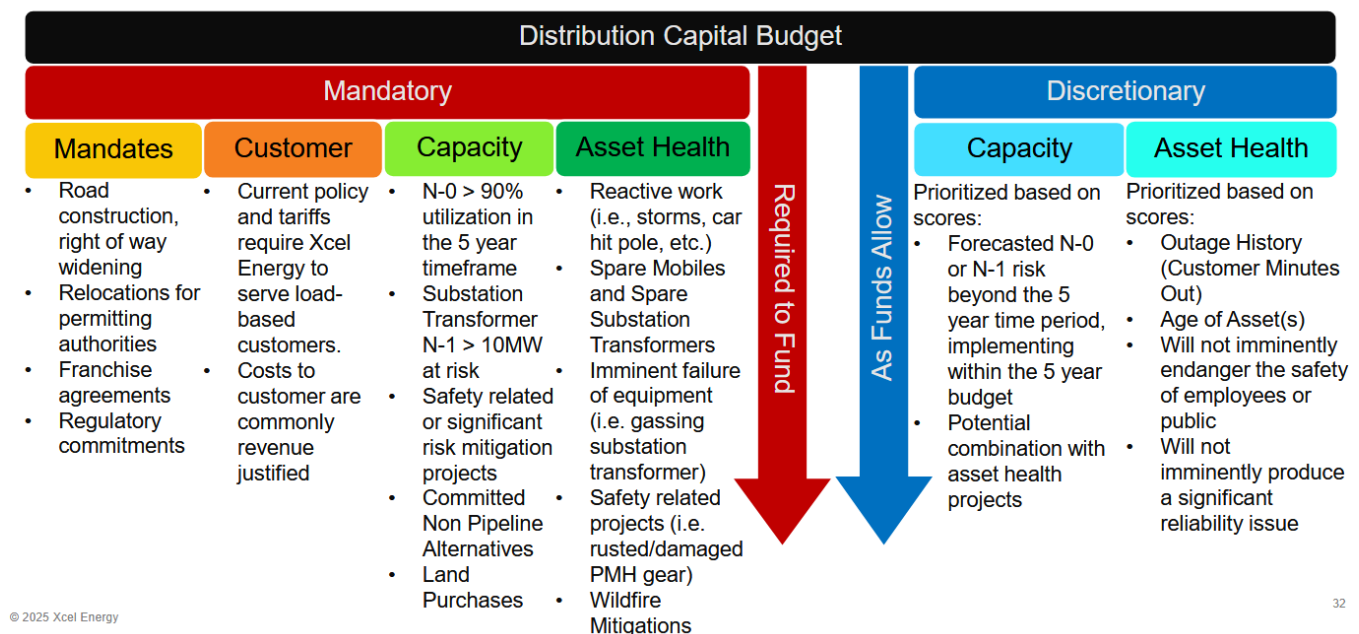 Distribution Capital Budget
Mandatory
Discretionary
Mandates
Customer
Capacity
Asset Health
Capacity
Asset Health
• Road
construction,
right of way
widening
• Relocations for
permitting
authorities
• Franchise
agreements
• Regulatory
commitments
• Current policy
and tariffs
require Xcel
Energy to
serve load-
based
customers.
• Costs to
customer are
commonly
revenue
justified
• N-0 > 90%
utilization in
the 5 year
timeframe
• Substation
Transformer
N-1 > 10MW
at risk
• Safety related
or significant
risk mitigation
projects
• Committed
Non Pipeline
Alternatives
• Land
Purchases
• Reactive work
(i.e., storms, car
hit pole, etc.)
• Spare Mobiles
and Spare
Substation
Transformers
• Imminent failure
of equipment
(i.e. gassing
substation
transformer)
• Safety related
projects (i.e.
rusted/damaged
PMH gear)
• Wildfire
Mitigations
Required to Fund
As Funds Allow
Prioritized based on
scores:
• Forecasted N-0
or N-1 risk
beyond the 5
year time period,
implementing
within the 5 year
budget
• Potential
combination with
asset health
projects
Prioritized based on
scores:
• Outage History
(Customer Minutes
Out)
• Age of Asset(s)
• Will not imminently
endanger the safety
of employees or
public
• Will not
imminently produce
a significant
reliability issue
© 2025 Xcel Energy
32